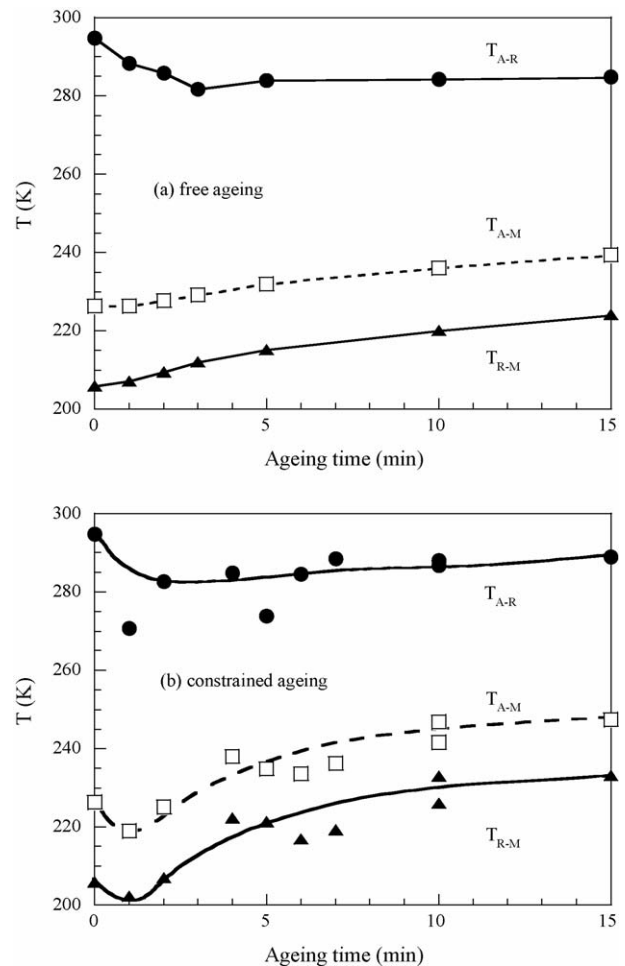 300
T_A-R
280
260
(a) free ageing
T (K)
T_A-M
240
220
T_R-M
200
0 5 10 15
Ageing time (min)
300
280
T_A-R
260
(b) constrained ageing
T (K)
T_A-M
240
220
T_R-M
200
0 5 10 15
Ageing time (min)